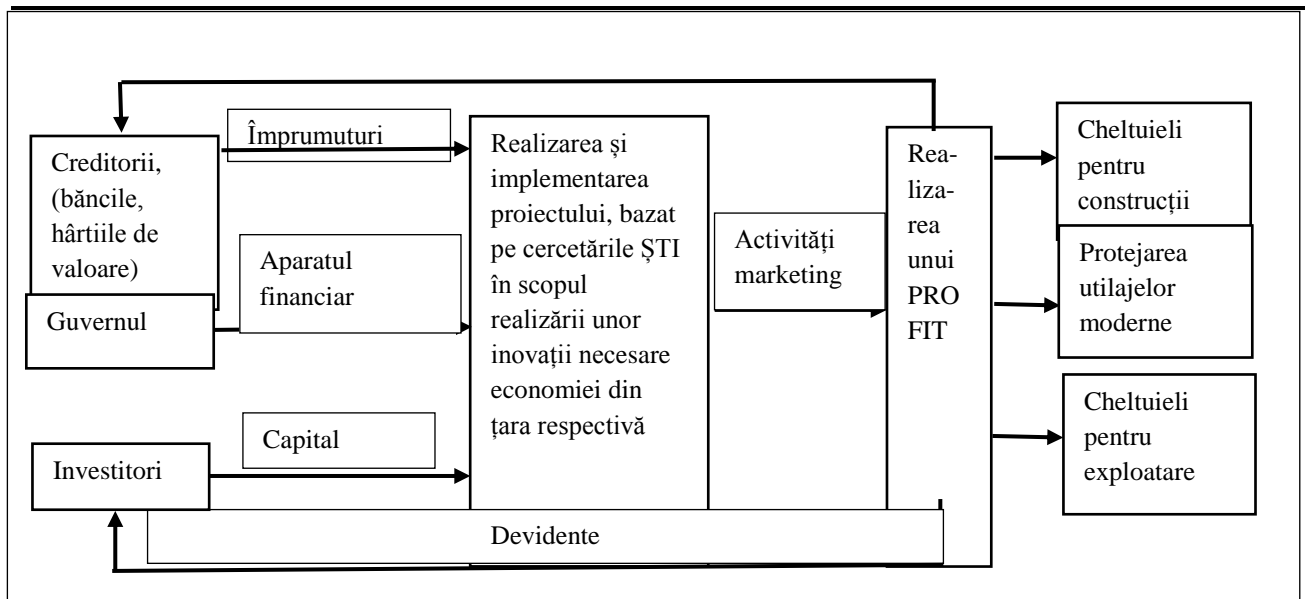 Împrumuturi
Creditorii,
(băncile,
hârtiile de
valoare)
Aparatul
financiar
Guvernul
Capital
Investitori
Realizarea și
implementarea
proiectului, bazat
pe cercetările ȘTI
în scopul
realizării unor
inovații necesare
economiei din
țara respectivă
Activități
marketing
Rea-
liza-
rea
unui
PRO
FIT
Cheltuieli
pentru
construcții
Protejarea
utilajelor
moderne
Cheltuieli
pentru
exploatare
Devidente